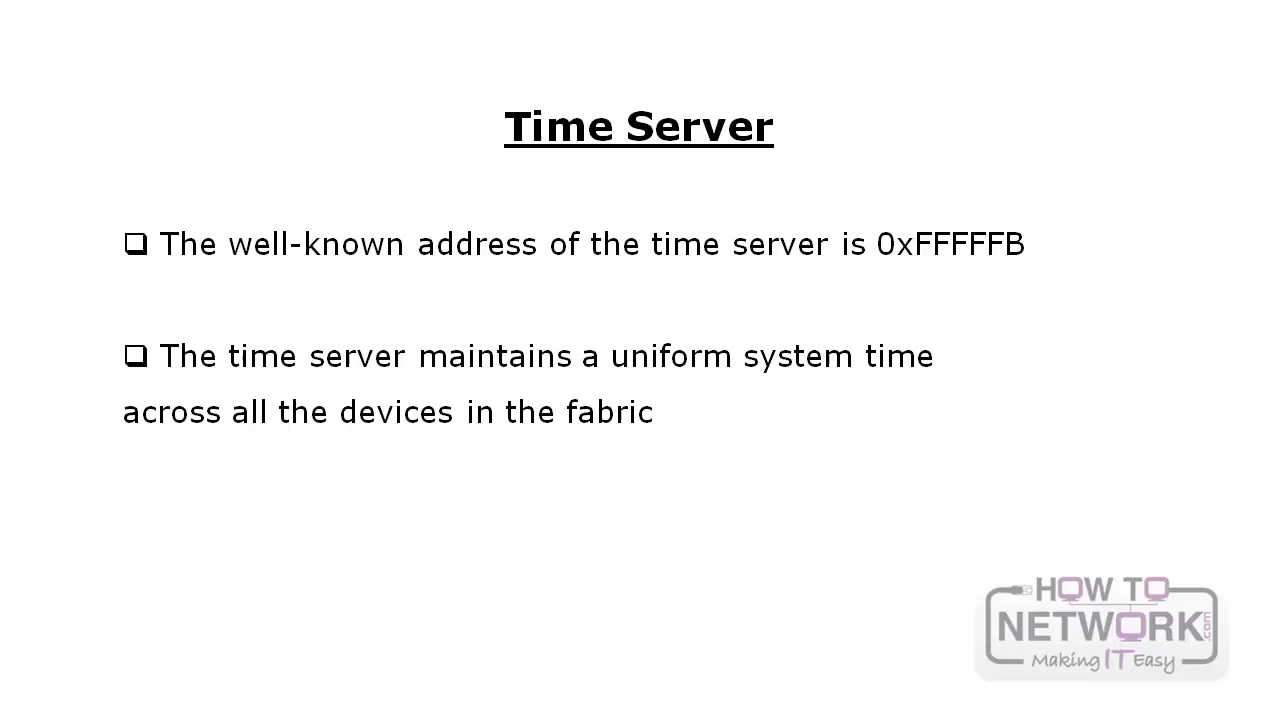 Time Server
❑ The well-known address of the time server is 0xFFFFFB
❑ The time server maintains a uniform system time
across all the devices in the fabric
HOW TO
NETWORK.com
Making IT Easy